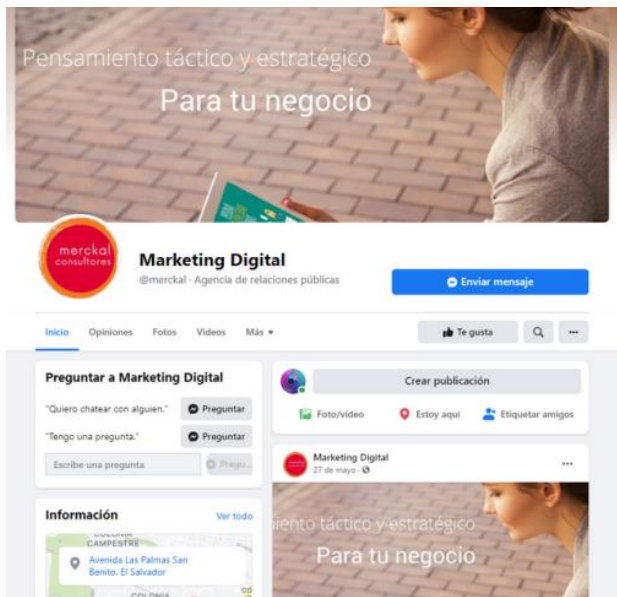 Pensamiento táctico y estratégico
Para tu negocio
merckal
consultores
Marketing Digital
@merckal · Agencia de relaciones públicas
Enviar mensaje
Inicio Opiniones Fotos Videos Más
Te gusta
Preguntar a Marketing Digital
"Quiero chatear con alguien." Preguntar
"Tengo una pregunta." Preguntar
Escribe una pregunta Pregu...
Información Ver todo
CAMPESTRE
Avenida Las Palmas San
Benito, El Salvador
COLONIA
Crear publicación
Foto/video Estoy aquí Etiquetar amigos
Marketing Digital
27 de mayo ·
iento táctico y estratégico
Para tu negocio